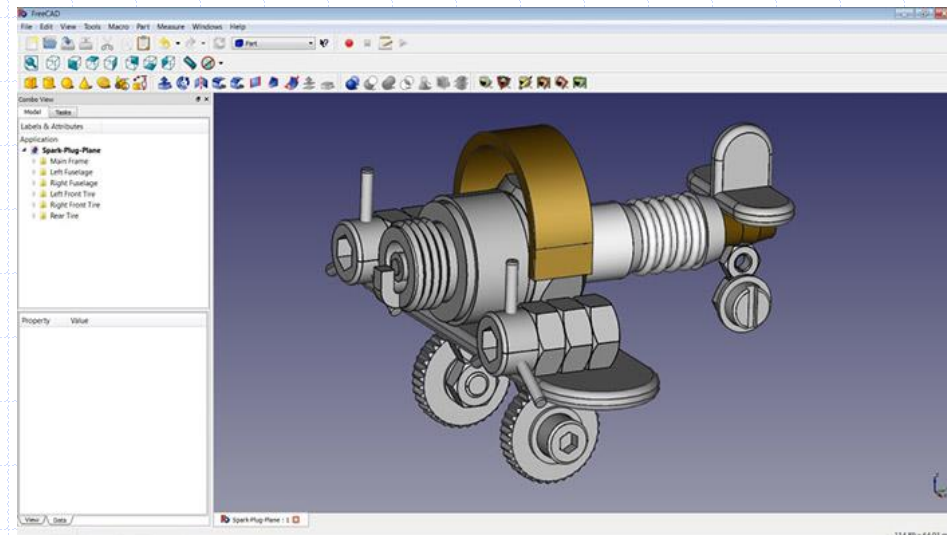 FreeCAD
File Edit View Tools Macro Part Measure Windows Help
Part
Combo View
Model Tasks
Labels & Attributes
Application
Spark-Plug-Plane
Main Frame
Left Fuselage
Right Fuselage
Left Front Tire
Right Front Tire
Rear Tire
Property Value
View Data
Spark-Plug-Plane : 1